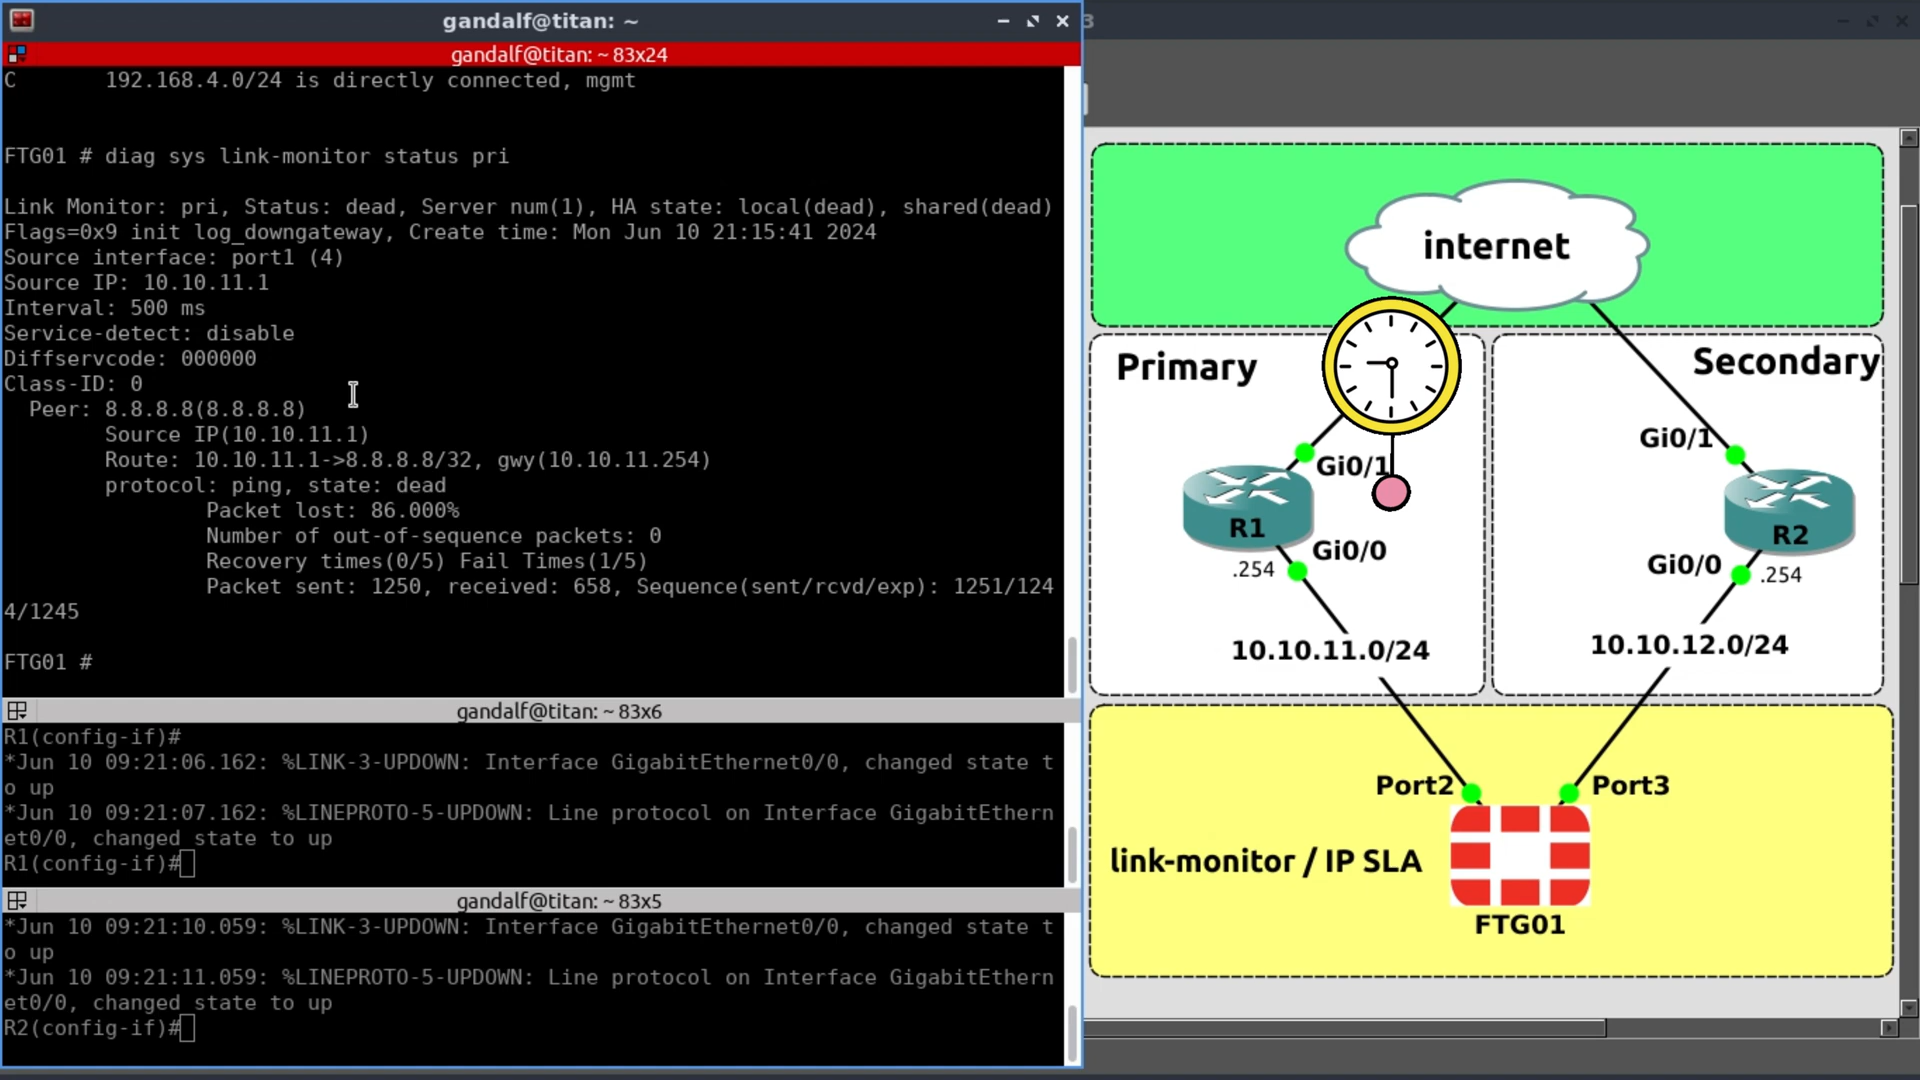 gandalf@titan: ~
3
gandalf@titan: ~ 83x24
C       192.168.4.0/24 is directly connected, mgmt
FTG01 # diag sys link-monitor status pri
Link Monitor: pri, Status: dead, Server num(1), HA state: local(dead), shared(dead)
Flags=0x9 init log_downgateway, Create time: Mon Jun 10 21:15:41 2024
Source interface: port1 (4)
Source IP: 10.10.11.1
Interval: 500 ms
Service-detect: disable
Diffservcode: 000000
Class-ID: 0
  Peer: 8.8.8.8(8.8.8.8)
        Source IP(10.10.11.1)
        Route: 10.10.11.1->8.8.8.8/32, gwy(10.10.11.254)
        protocol: ping, state: dead
                Packet lost: 86.000%
                Number of out-of-sequence packets: 0
                Recovery times(0/5) Fail Times(1/5)
                Packet sent: 1250, received: 658, Sequence(sent/rcvd/exp): 1251/124
4/1245
FTG01 #
gandalf@titan: ~ 83x6
R1(config-if)#
*Jun 10 09:21:06.162: %LINK-3-UPDOWN: Interface GigabitEthernet0/0, changed state t
o up
*Jun 10 09:21:07.162: %LINEPROTO-5-UPDOWN: Line protocol on Interface GigabitEthern
et0/0, changed state to up
R1(config-if)#
gandalf@titan: ~ 83x5
*Jun 10 09:21:10.059: %LINK-3-UPDOWN: Interface GigabitEthernet0/0, changed state t
o up
*Jun 10 09:21:11.059: %LINEPROTO-5-UPDOWN: Line protocol on Interface GigabitEthern
et0/0, changed state to up
R2(config-if)#
internet
Primary
Secondary
Gi0/1
Gi0/1
R1
R2
Gi0/0
Gi0/0
.254
.254
10.10.11.0/24
10.10.12.0/24
Port2
Port3
link-monitor / IP SLA
FTG01